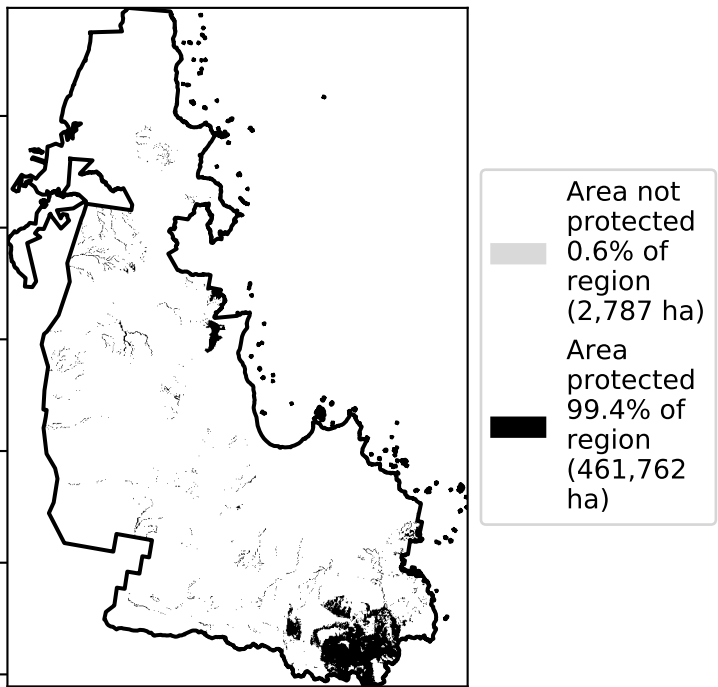 Area not
protected
0.6% of
region
(2,787 ha)
Area
protected
99.4% of
region
(461,762
ha)